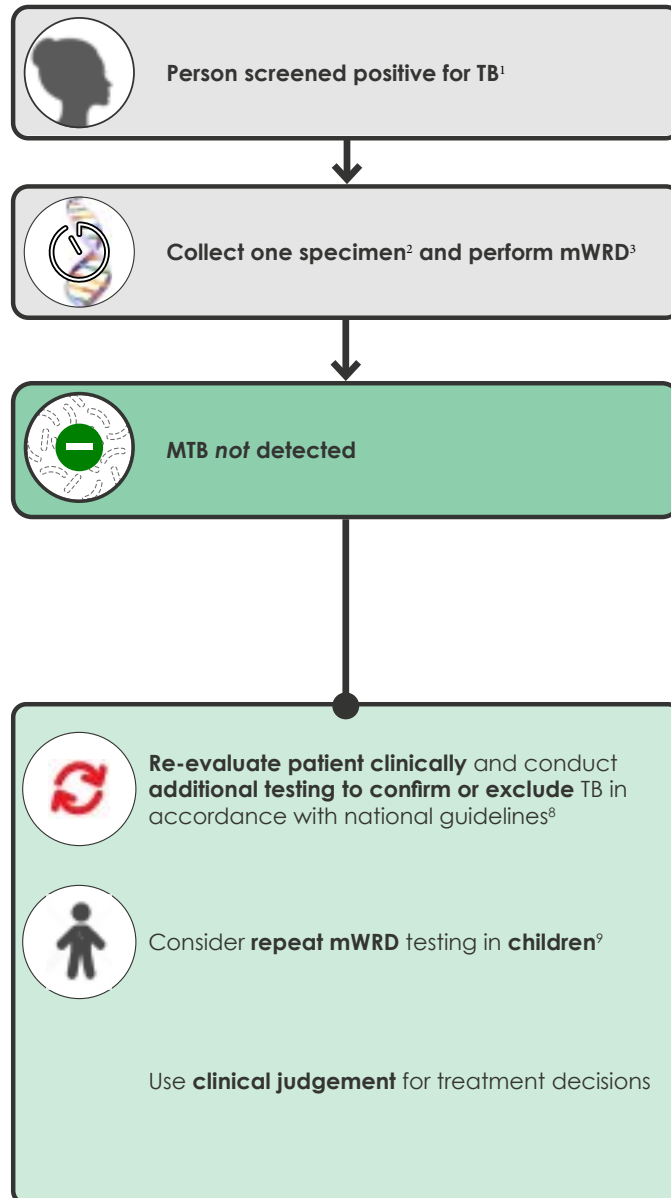 Person screened positive for TB¹
Collect one specimen² and perform mWRD³
MTB not detected
Re-evaluate patient clinically and conduct
additional testing to confirm or exclude TB in
accordance with national guidelines⁸
Consider repeat mWRD testing in children⁹
Use clinical judgement for treatment decisions